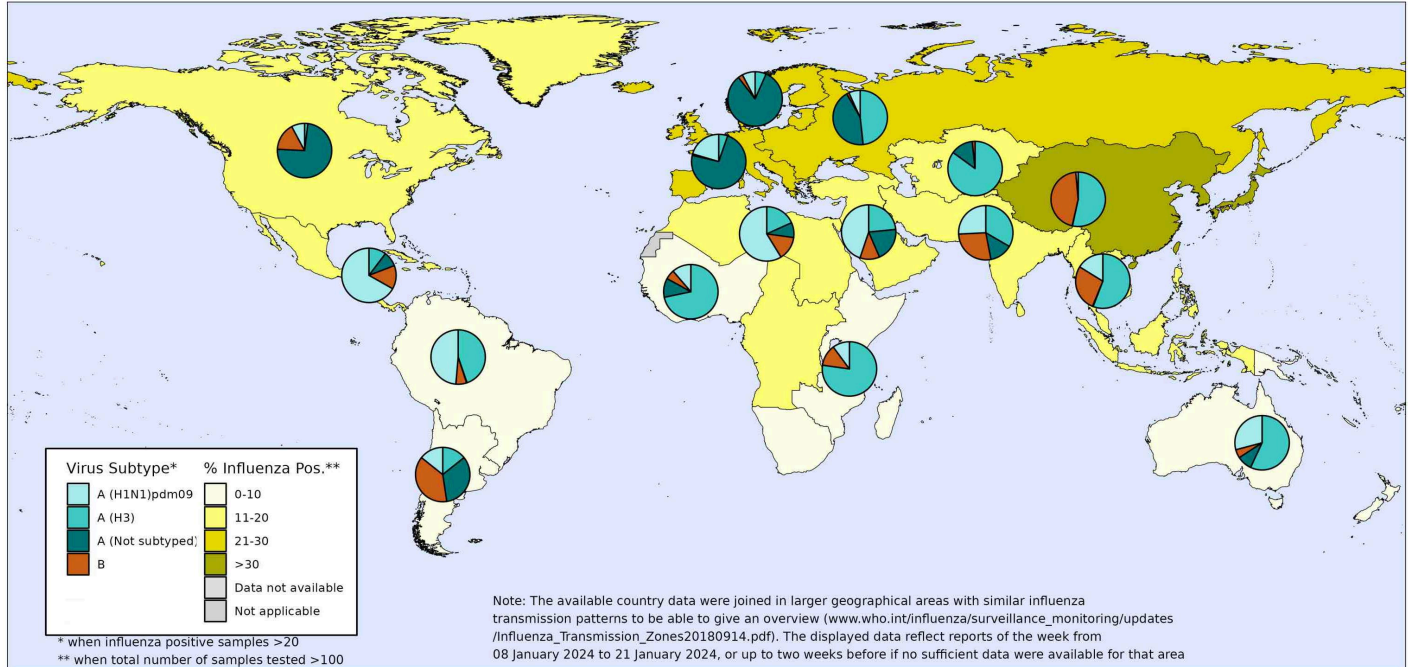 Virus Subtype* % Influenza Pos.**
A (H1N1)pdm09 0-10
A (H3) 11-20
A (Not subtyped) 21-30
B >30
Data not available
Not applicable
* when influenza positive samples >20
** when total number of samples tested >100
Note: The available country data were joined in larger geographical areas with similar influenza
transmission patterns to be able to give an overview (www.who.int/influenza/surveillance_monitoring/updates
/Influenza_Transmission_Zones20180914.pdf). The displayed data reflect reports of the week from
08 January 2024 to 21 January 2024, or up to two weeks before if no sufficient data were available for that area